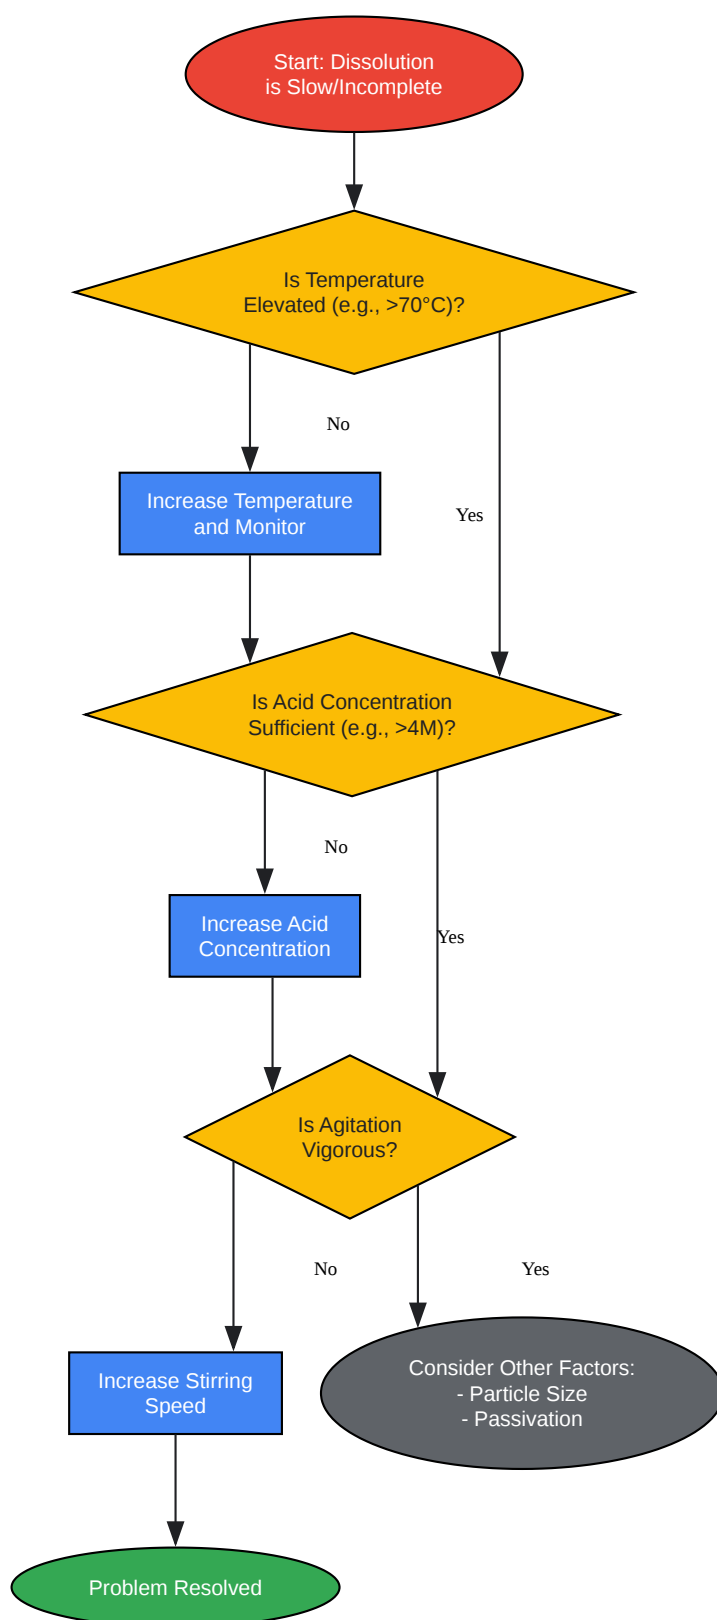 Start: Dissolution
is Slow/Incomplete
Is Temperature
Elevated (e.g., >70°C)?
No
Yes
Increase Temperature
and Monitor
Is Acid Concentration
Sufficient (e.g., >4M)?
No
Yes
Increase Acid
Concentration
Is Agitation
Vigorous?
No
Yes
Increase Stirring
Speed
Consider Other Factors:
- Particle Size
- Passivation
Problem Resolved